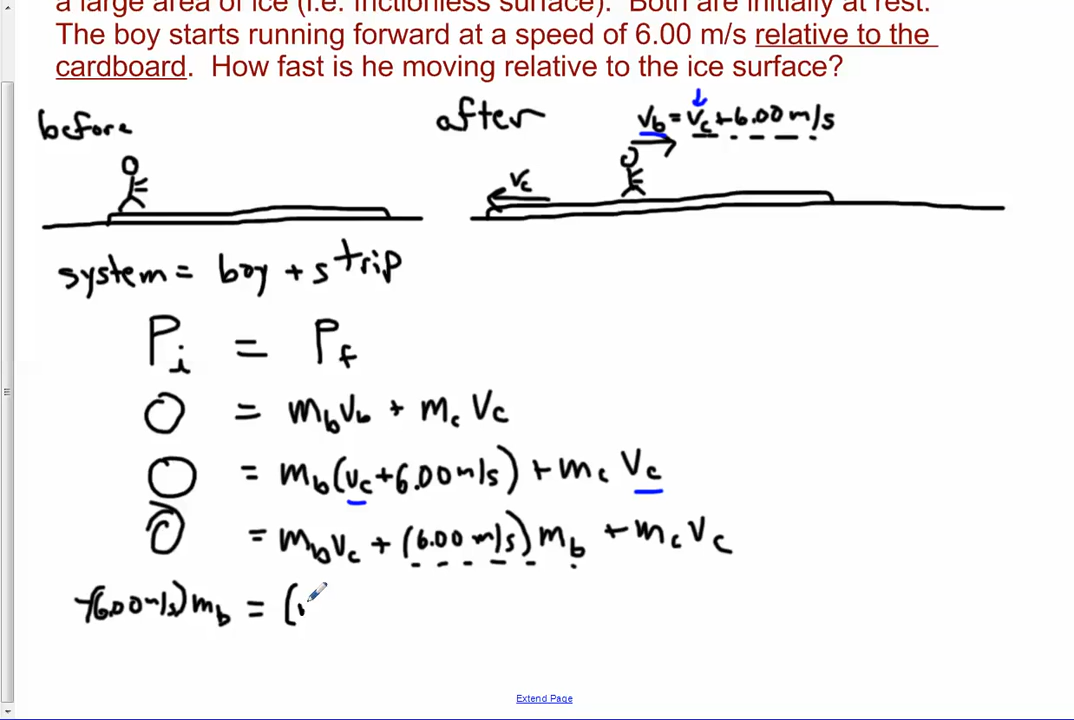 a large area of ice (i.e. frictionless surface). Both are initially at rest.
The boy starts running forward at a speed of 6.00 m/s relative to the
cardboard. How fast is he moving relative to the ice surface?
before
after
Vb = Vc + 6.00 m/s
Vc
system = boy + strip
Pi = Pf
0 = mbVb + mc Vc
0 = mb(Vc + 6.00 m/s) + mc Vc
0 = mbVc + (6.00 m/s) mb + mc Vc
-(6.00 m/s) mb = (
Extend Page